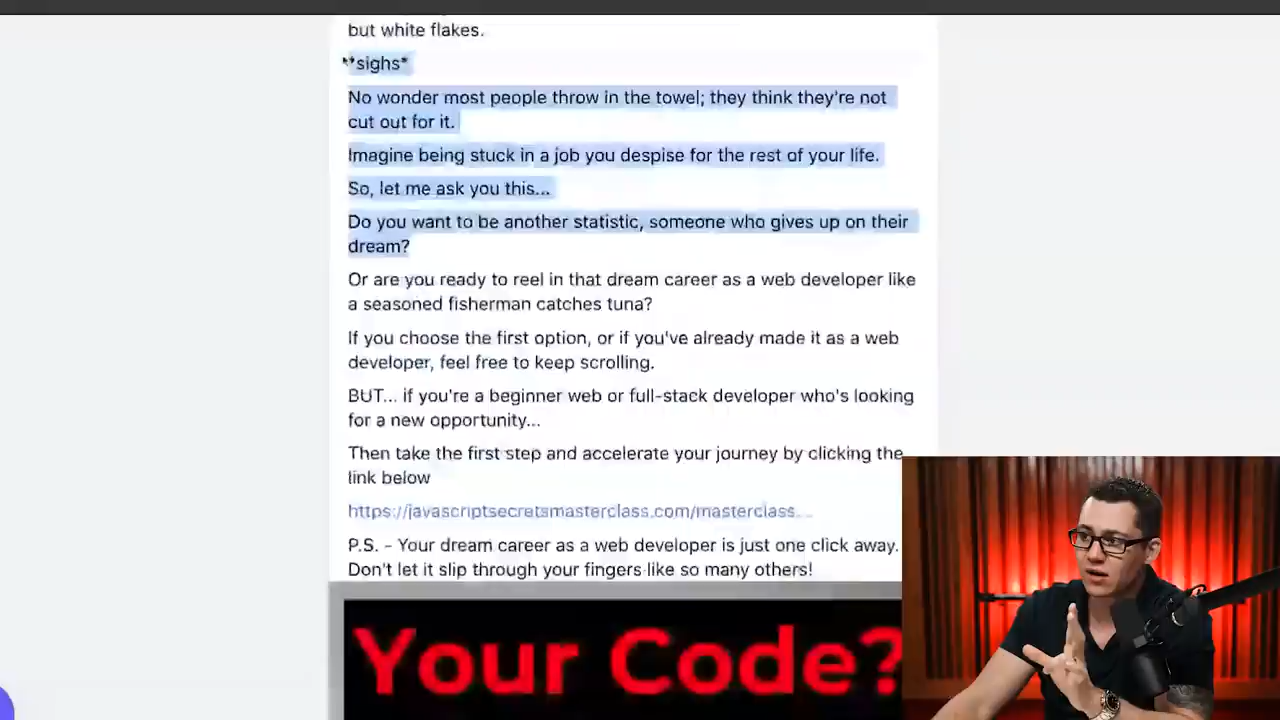 but white flakes.
**sighs*
No wonder most people throw in the towel; they think they're not
cut out for it.
Imagine being stuck in a job you despise for the rest of your life.
So, let me ask you this...
Do you want to be another statistic, someone who gives up on their
dream?
Or are you ready to reel in that dream career as a web developer like
a seasoned fisherman catches tuna?
If you choose the first option, or if you've already made it as a web
developer, feel free to keep scrolling.
BUT... if you're a beginner web or full-stack developer who's looking
for a new opportunity...
Then take the first step and accelerate your journey by clicking the
link below
https://javascriptsecretsmasterclass.com/masterclass...
P.S. - Your dream career as a web developer is just one click away.
Don't let it slip through your fingers like so many others!
Your Code?